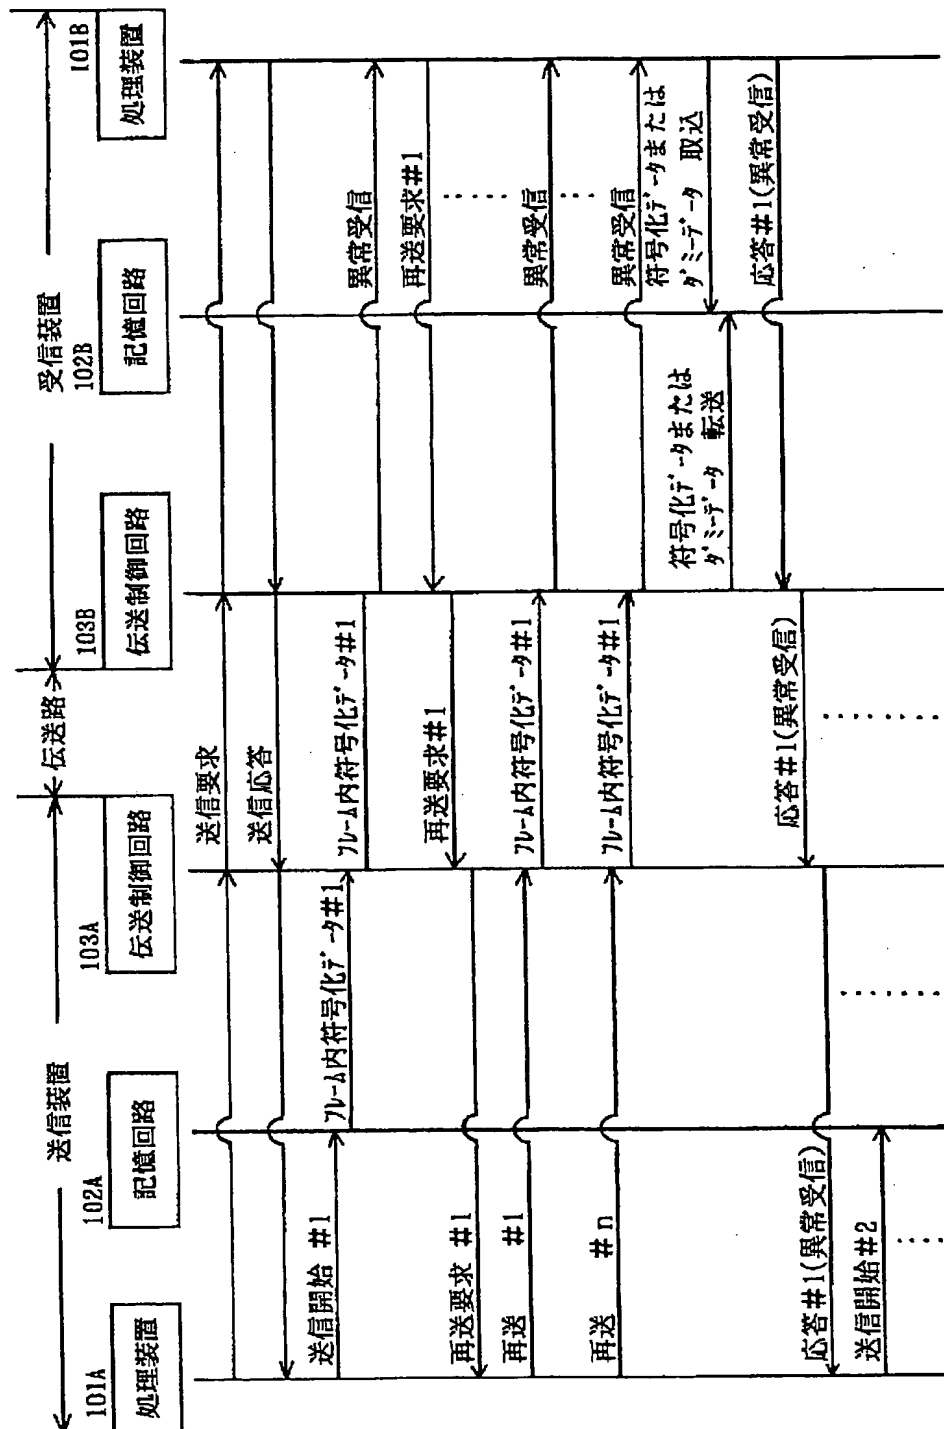 送信装置
伝送路
受信装置
101A
処理装置
102A
記憶回路
103A
伝送制御回路
103B
伝送制御回路
102B
記憶回路
101B
処理装置
送信要求
送信応答
送信開始 #1
フレーム内符号化データ#1
フレーム内符号化データ#1
異常受信
再送要求#1
再送要求#1
再送要求 #1
再送 #1
フレーム内符号化データ#1
異常受信
再送 #n
フレーム内符号化データ#1
異常受信
符号化データまたは
ダミーデータ 転送
符号化データまたは
ダミーデータ 取込
応答#1(異常受信)
応答#1(異常受信)
応答#1(異常受信)
送信開始#2